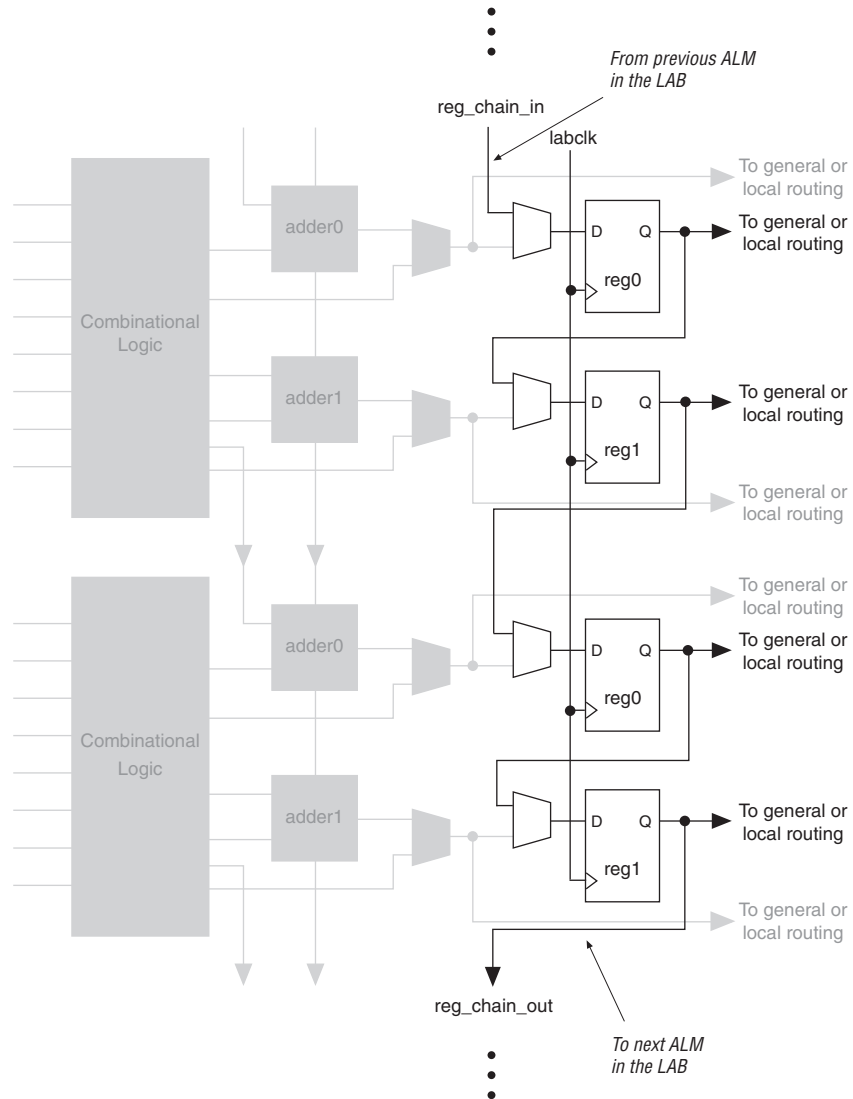 From previous ALM
in the LAB
reg_chain_in
labclk
To general or
local routing
adder0
To general or
local routing
D
Q
reg0
Combinational
Logic
adder1
To general or
local routing
D
Q
reg1
To general or
local routing
To general or
local routing
adder0
To general or
local routing
D
Q
reg0
Combinational
Logic
adder1
To general or
local routing
D
Q
reg1
To general or
local routing
reg_chain_out
To next ALM
in the LAB